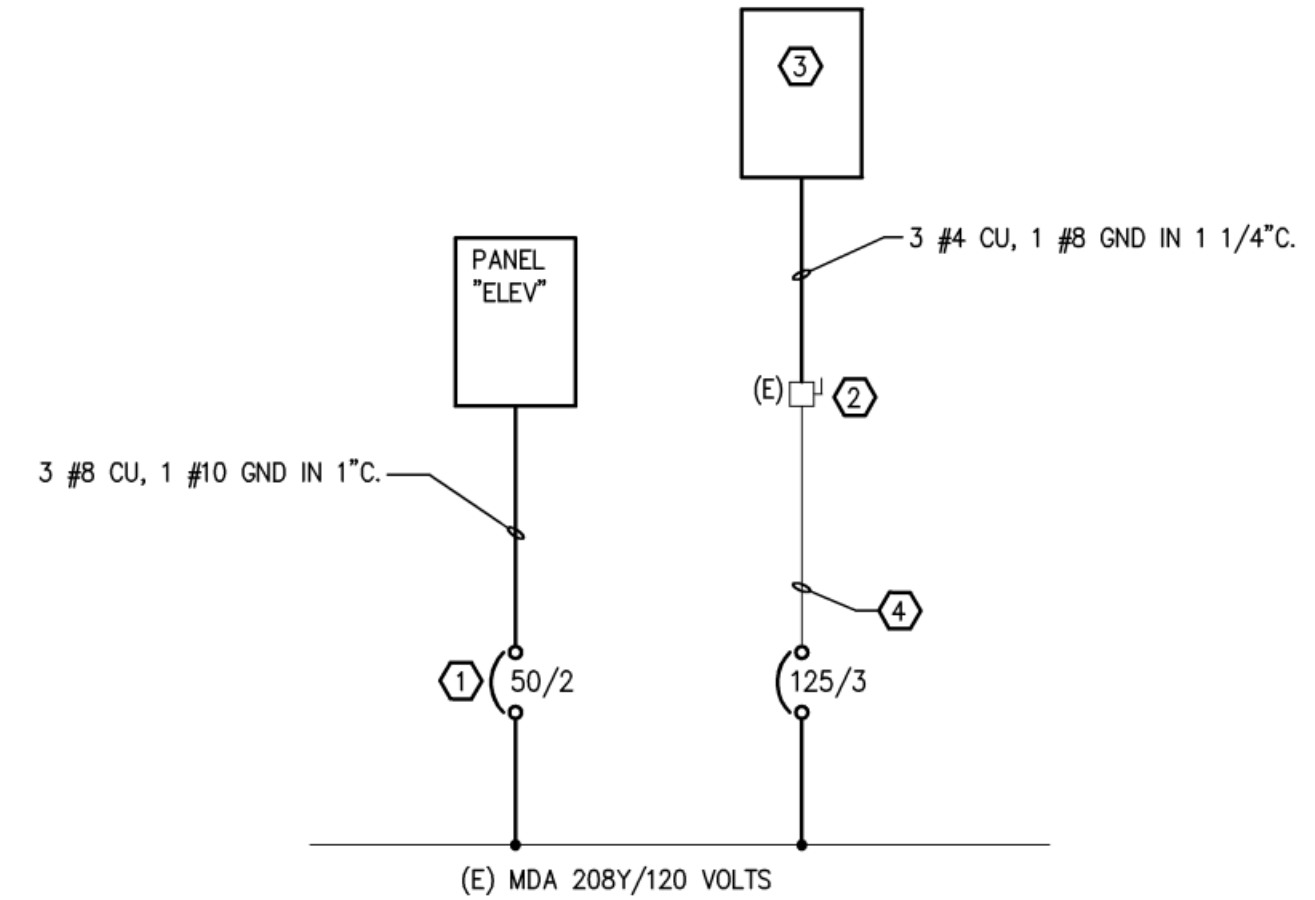 3
3 #4 CU, 1 #8 GND IN 1 1/4"C.
PANEL
"ELEV"
(E)
2
3 #8 CU, 1 #10 GND IN 1"C.
4
1
50/2
125/3
(E) MDA 208Y/120 VOLTS